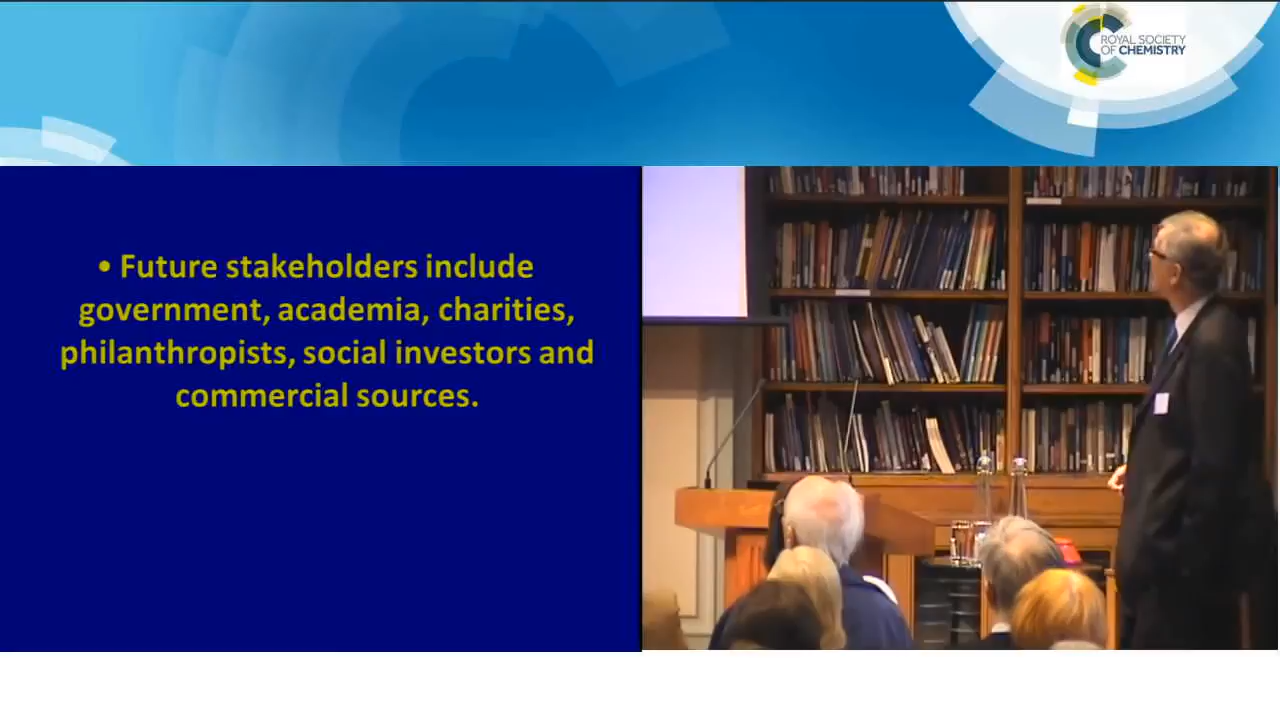 ROYAL SOCIETY
OF CHEMISTRY
• Future stakeholders include
government, academia, charities,
philanthropists, social investors and
commercial sources.